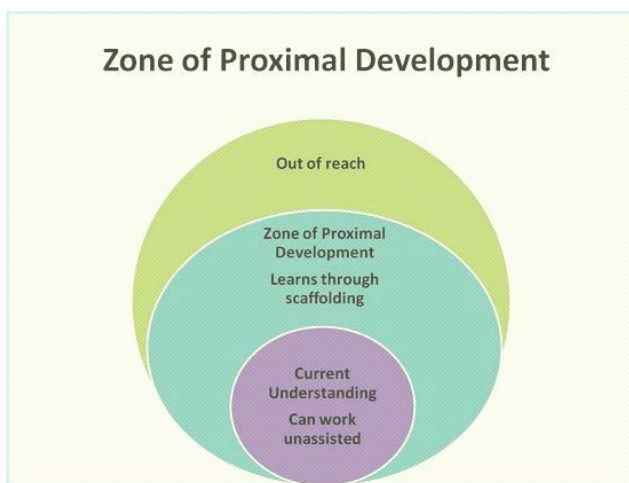 Zone of Proximal Development
Out of reach
Zone of Proximal
Development
Learns through
scaffolding
Current
Understanding
Can work
unassisted